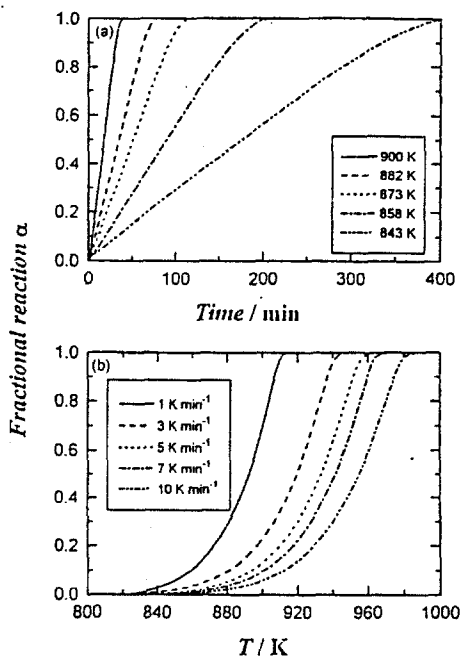 (a)
1.0
0.8
0.6
0.4
0.2
0.0
900 K
882 K
873 K
858 K
843 K
0 100 200 300 400
Time / min
Fractional reaction α
(b)
1.0
0.8
0.6
0.4
0.2
0.0
1 K min⁻¹
3 K min⁻¹
5 K min⁻¹
7 K min⁻¹
10 K min⁻¹
800 840 880 920 960 1000
T / K